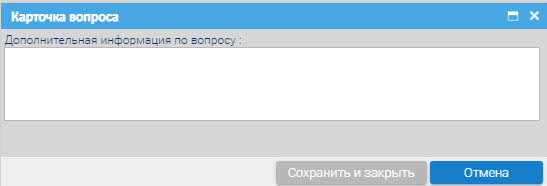 Карточка вопроса
Дополнительная информация по вопросу :
Сохранить и закрыть
Отмена